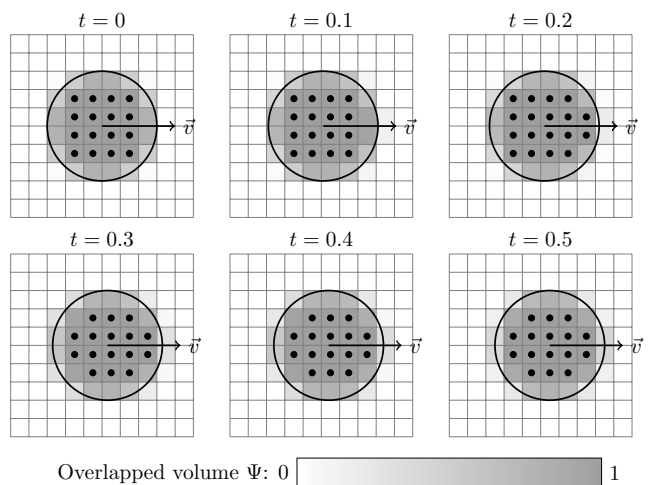 t = 0
t = 0.1
t = 0.2
v⃗
v⃗
v⃗
t = 0.3
t = 0.4
t = 0.5
v⃗
v⃗
v⃗
Overlapped volume Ψ: 0 1